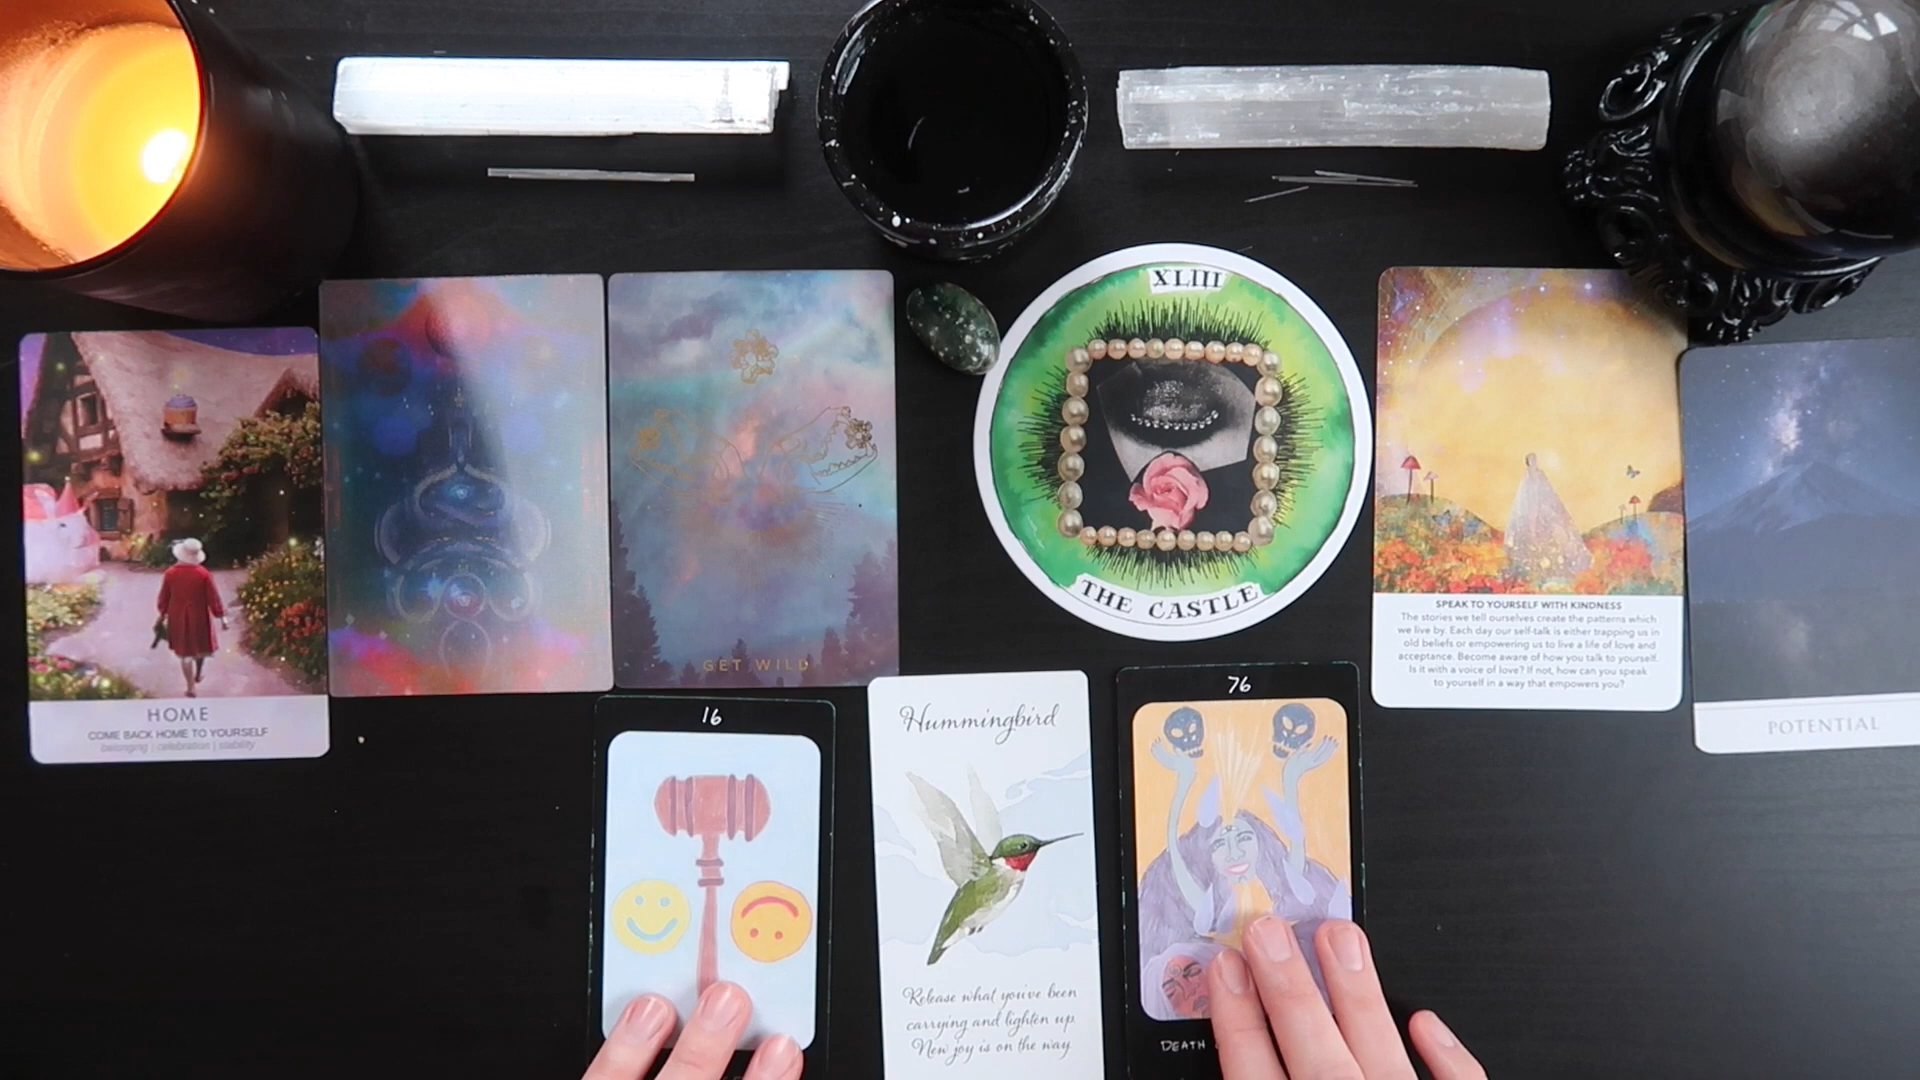 HOME
COME BACK HOME TO YOURSELF
belonging | celebration | stability
GET WILD
XLIII
THE CASTLE
SPEAK TO YOURSELF WITH KINDNESS
The stories we tell ourselves create the patterns which
we live by. Each day our self-talk is either trapping us in
old beliefs or empowering us to live a life of love and
acceptance. Become aware of how you talk to yourself.
Is it with a voice of love? If not, how can you speak
to yourself in a way that empowers you?
POTENTIAL
16
Hummingbird
Release what you've been
carrying and lighten up.
New joy is on the way.
76
DEATH